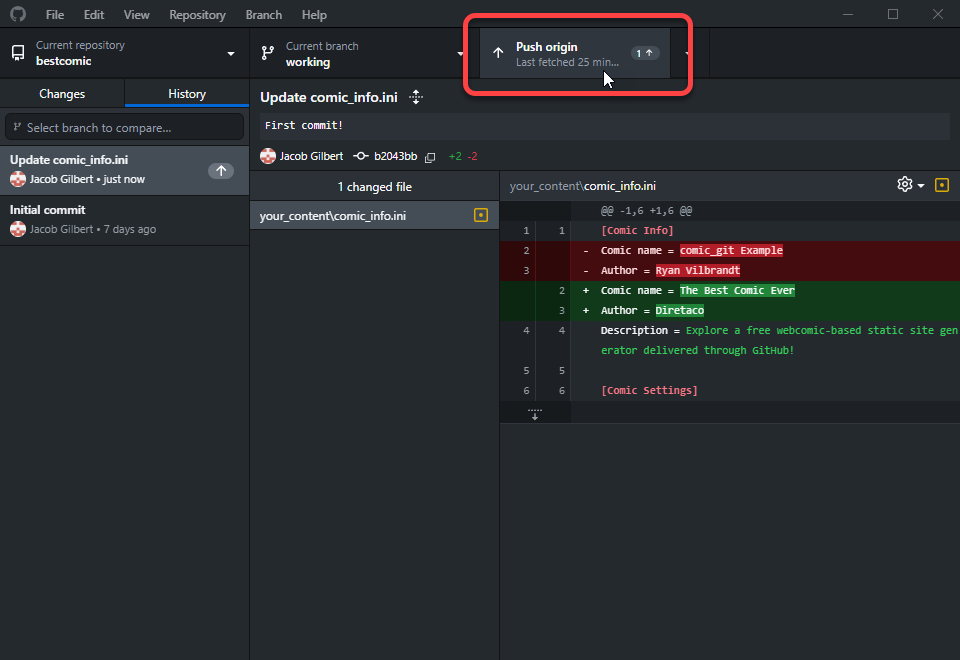 File Edit View Repository Branch Help
Current repository
bestcomic
Current branch
working
Push origin
Last fetched 25 min...
1
Changes History
Select branch to compare...
Update comic_info.ini
Jacob Gilbert • just now
Initial commit
Jacob Gilbert • 7 days ago
Update comic_info.ini
First commit!
Jacob Gilbert b2043bb +2 -2
1 changed file
your_content\comic_info.ini
your_content\comic_info.ini
@@ -1,6 +1,6 @@
1 1 [Comic Info]
2 - Comic name = comic_git Example
3 - Author = Ryan Vilbrandt
2 + Comic name = The Best Comic Ever
3 + Author = Diretaco
4 4 Description = Explore a free webcomic-based static site gen
erator delivered through GitHub!
5 5
6 6 [Comic Settings]